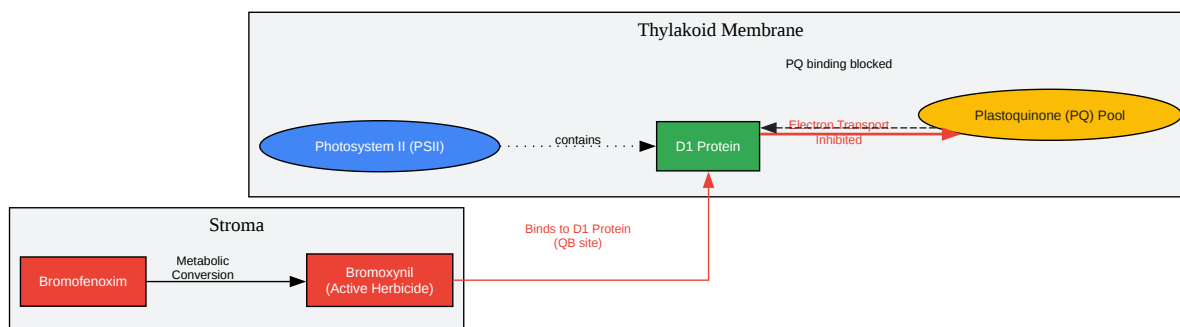 Thylakoid Membrane
PQ binding blocked
Plastoquinone (PQ) Pool
Electron Transport
Inhibited
Photosystem II (PSII)
contains
D1 Protein
Stroma
Binds to D1 Protein
(QB site)
Metabolic
Conversion
Bromofenoxim
Bromoxynil
(Active Herbicide)